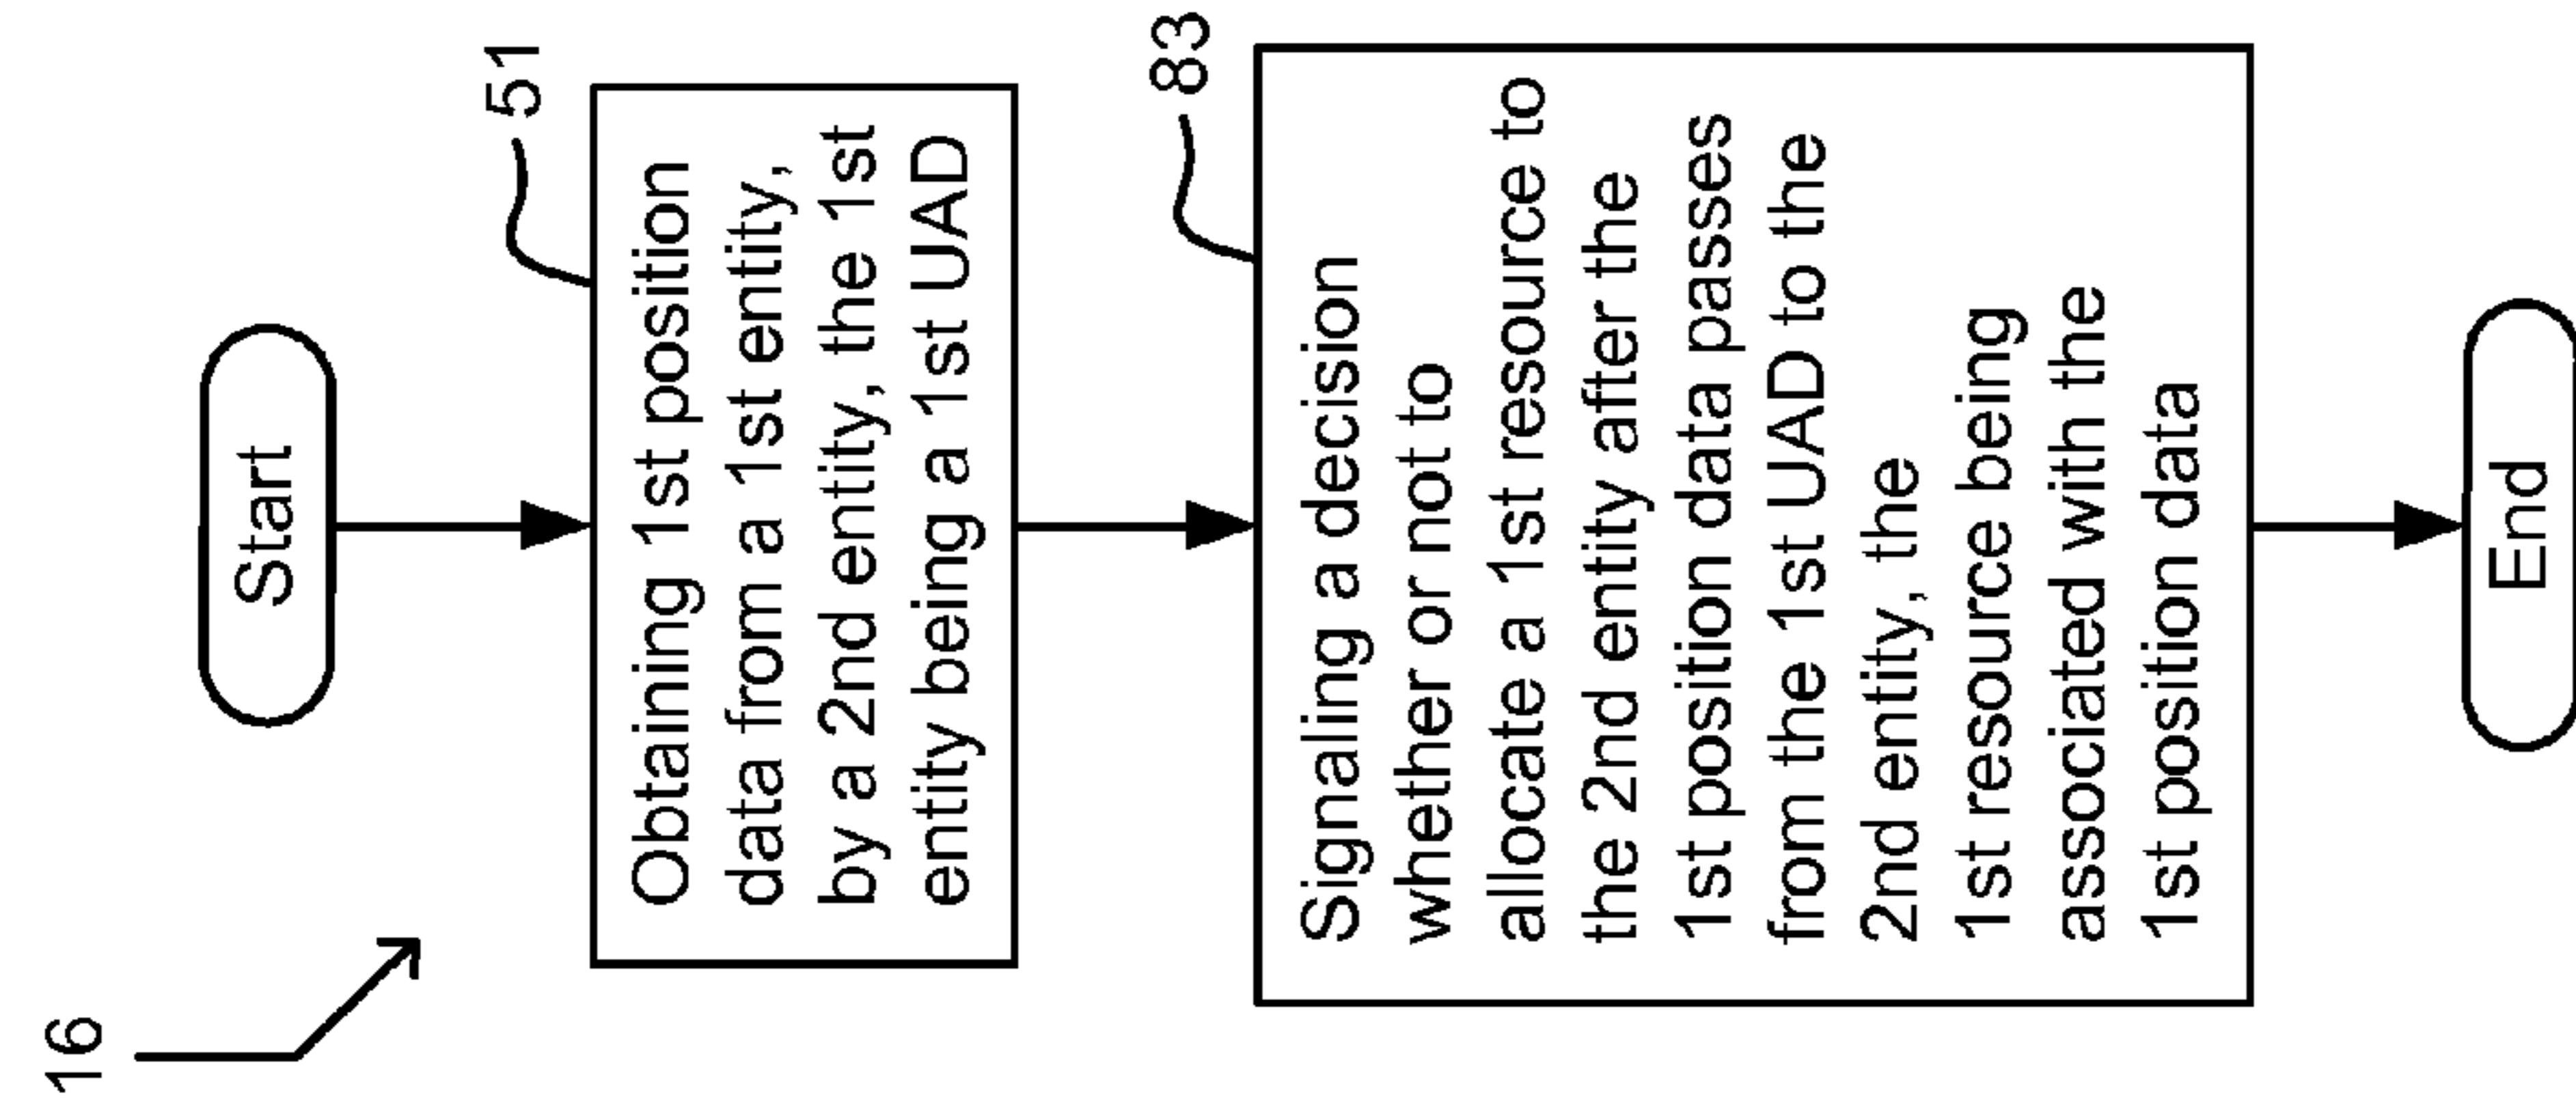 16
Start
51
Obtaining 1st position
data from a 1st entity,
by a 2nd entity, the 1st
entity being a 1st UAD
83
Signaling a decision
whether or not to
allocate a 1st resource to
the 2nd entity after the
1st position data passes
from the 1st UAD to the
2nd entity, the
1st resource being
associated with the
1st position data
End